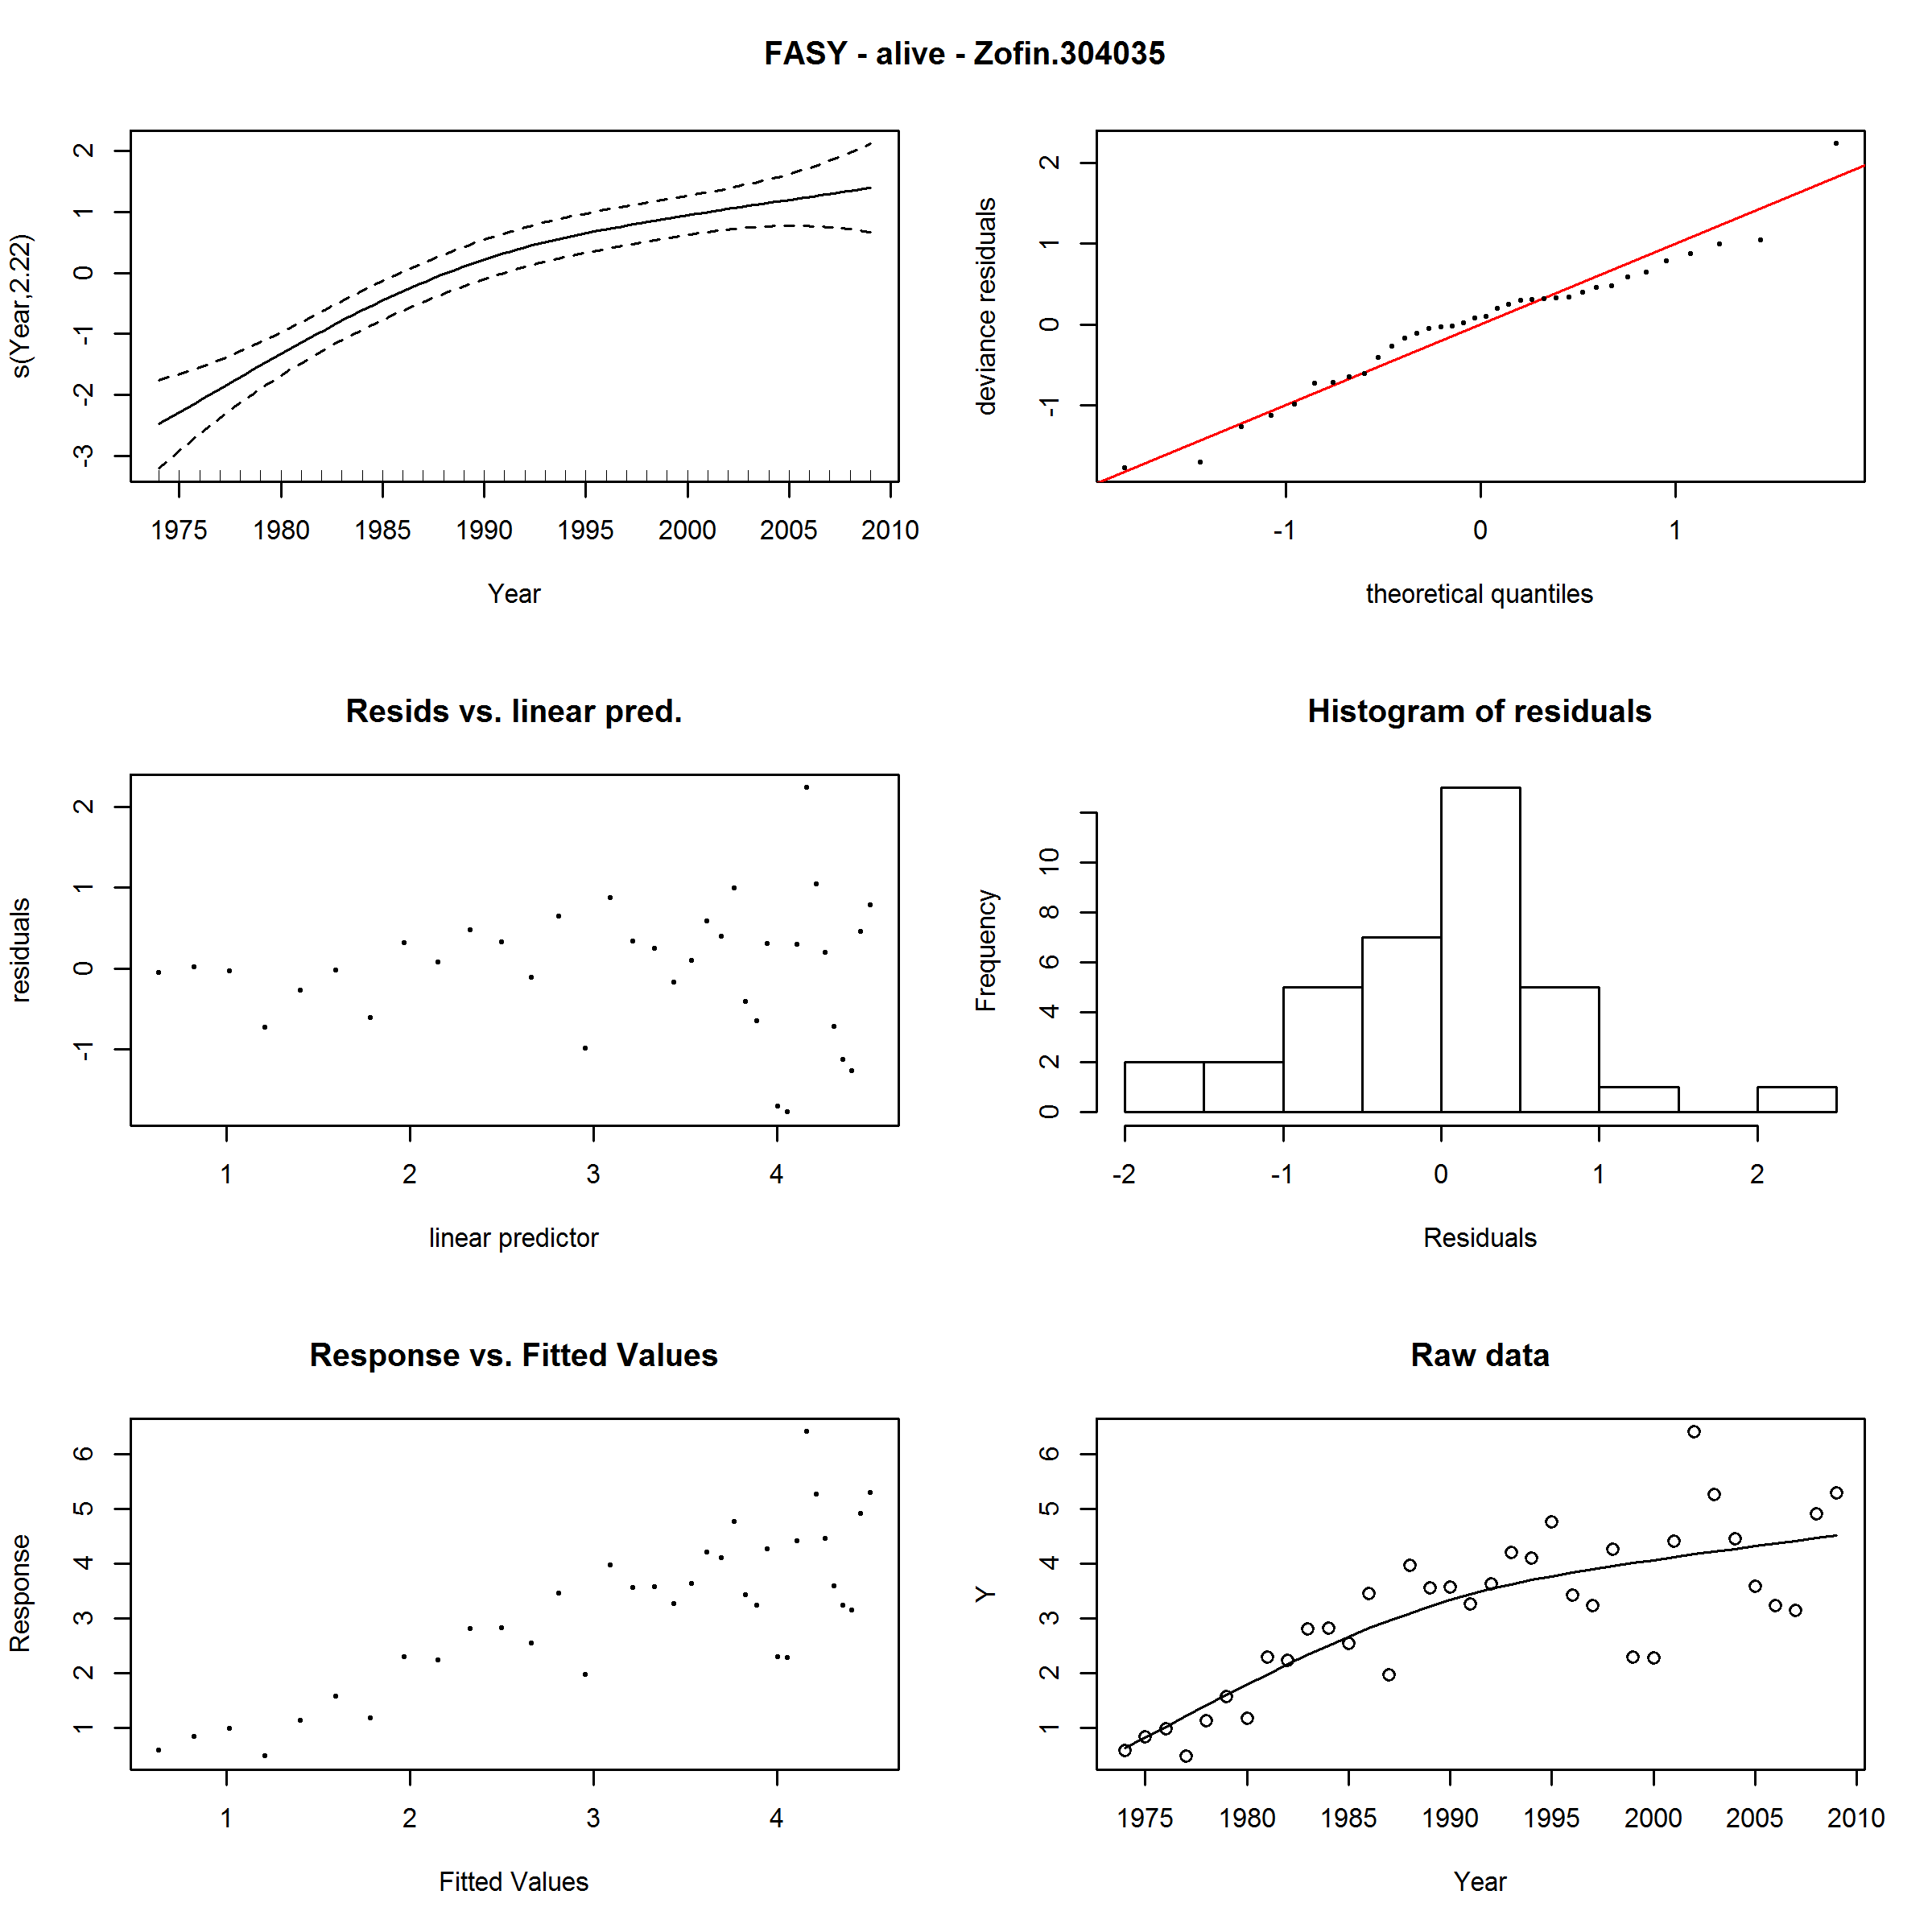 FASY - alive - Zofin.304035
s(Year,2.22)
2
1
0
-1
-2
-3
1975 1980 1985 1990 1995 2000 2005 2010
Year
deviance residuals
2
1
0
-1
-1 0 1
theoretical quantiles
Resids vs. linear pred.
residuals
2
1
0
-1
1 2 3 4
linear predictor
Histogram of residuals
Frequency
10
8
6
4
2
0
-2 -1 0 1 2
Residuals
Response vs. Fitted Values
Response
6
5
4
3
2
1
1 2 3 4
Fitted Values
Raw data
Y
6
5
4
3
2
1
1975 1980 1985 1990 1995 2000 2005 2010
Year